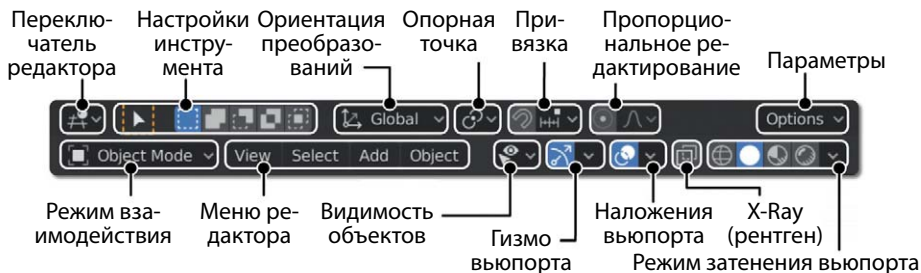 Переклю-
чатель
редактора
Настройки
инстру-
мента
Ориентация
преобразо-
ваний
Опорная
точка
При-
вязка
Пропорцио-
нальное ре-
дактирование
Параметры
Global
Options
Object Mode
View Select Add Object
Режим вза-
имодействия
Меню ре-
дактора
Видимость
объектов
Гизмо
вьюпорта
Наложения
вьюпорта
X-Ray
(рентген)
Режим затенения вьюпорта